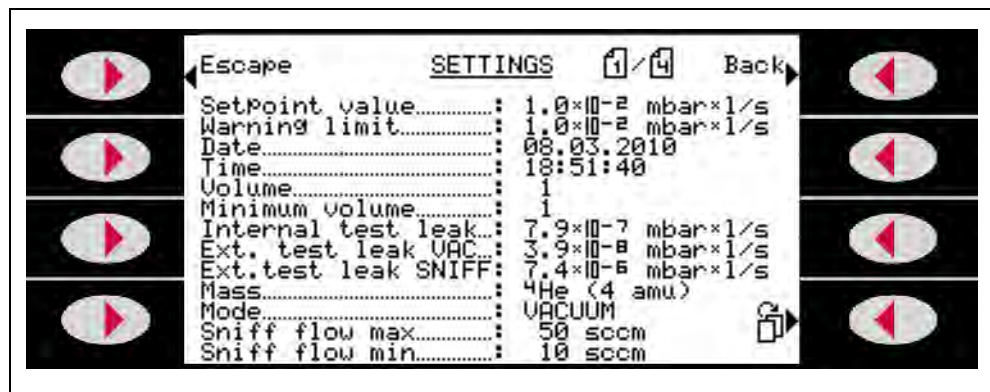 Escape SETTINGS 1/4 Back
Setpoint value..........: 1.0×10⁻² mbar×l/s
Warning limit..........: 1.0×10⁻² mbar×l/s
Date..........: 08.03.2010
Time..........: 18:51:40
Volume..........: 1
Minimum volume..........: 1
Internal test leak..: 7.9×10⁻⁷ mbar×l/s
Ext. test leak VAC..: 3.9×10⁻⁸ mbar×l/s
Ext.test leak SNIFF: 7.4×10⁻⁶ mbar×l/s
Mass..........: ⁴He (4 amu)
Mode..........: VACUUM
Sniff flow max..........: 50 sccm
Sniff flow min..........: 10 sccm